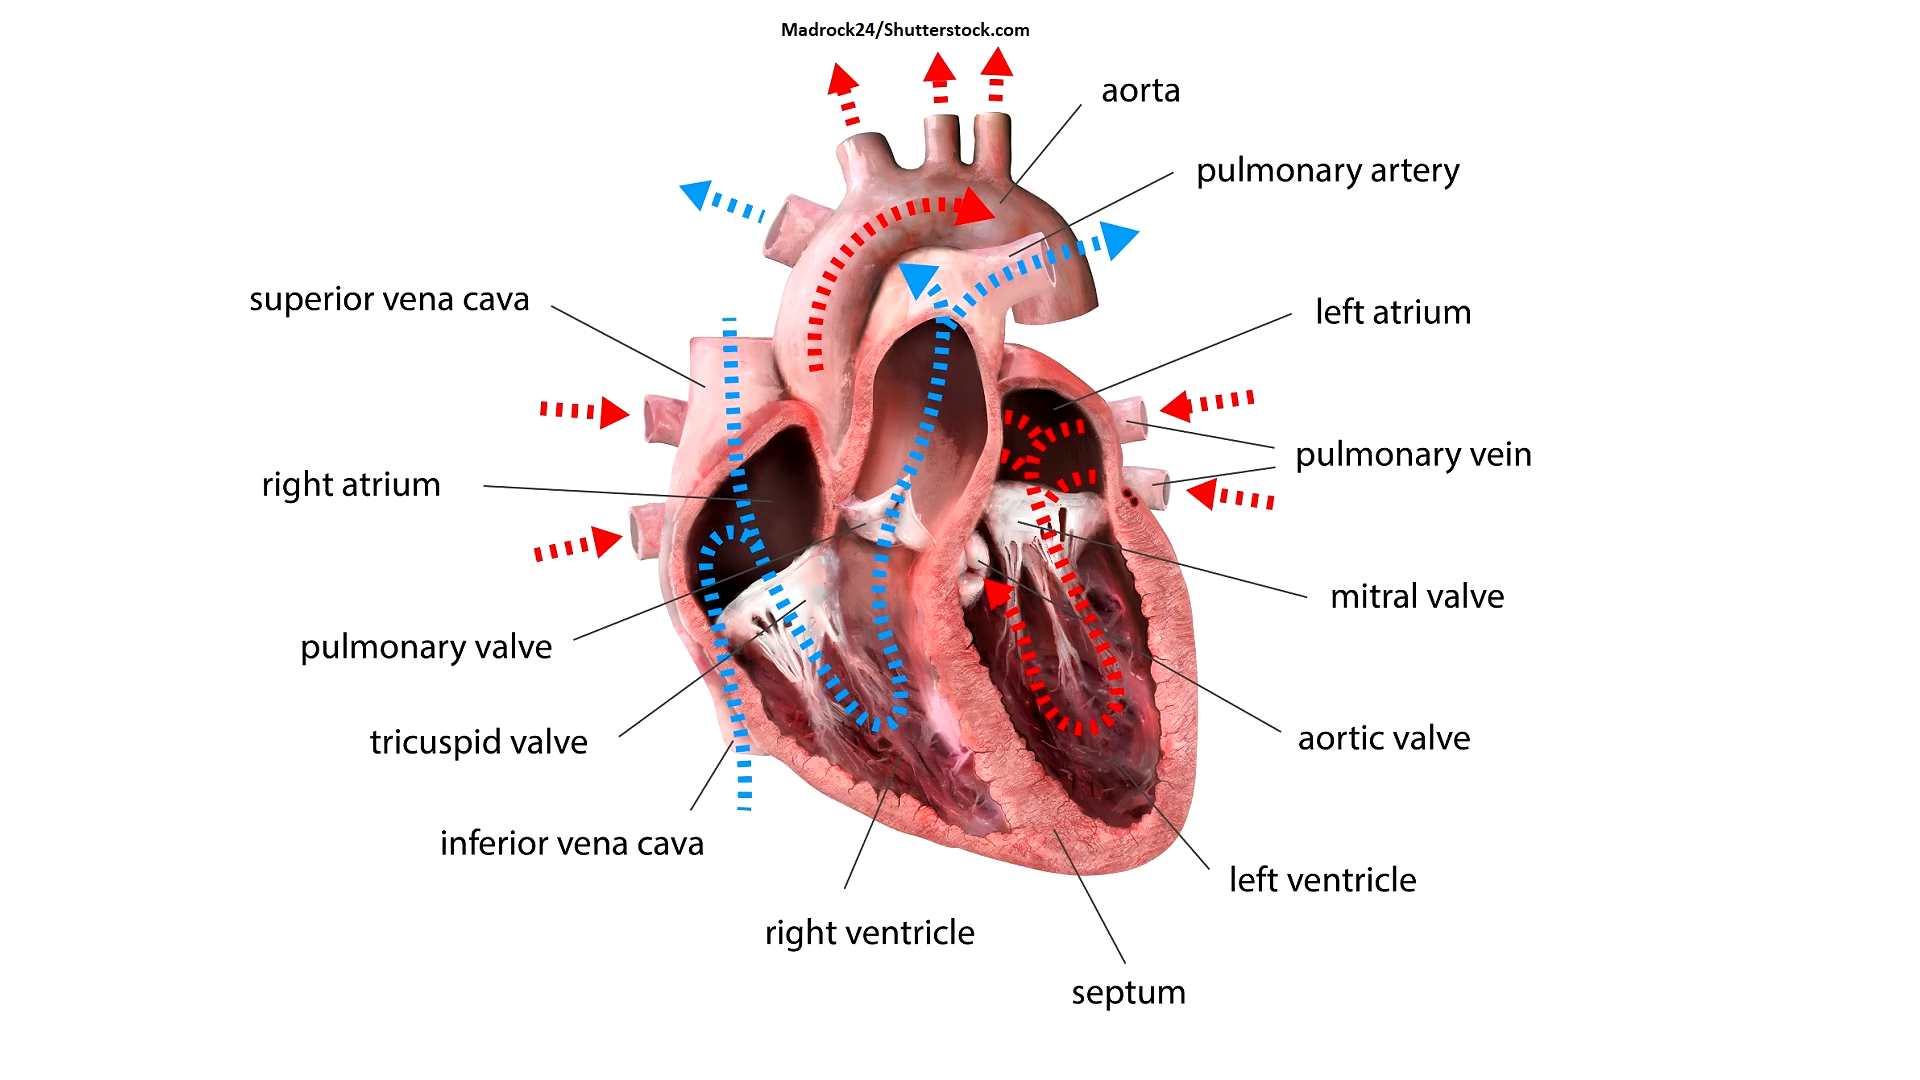 Madrock24/Shutterstock.com
aorta
pulmonary artery
superior vena cava
left atrium
pulmonary vein
right atrium
mitral valve
pulmonary valve
tricuspid valve
aortic valve
inferior vena cava
left ventricle
right ventricle
septum